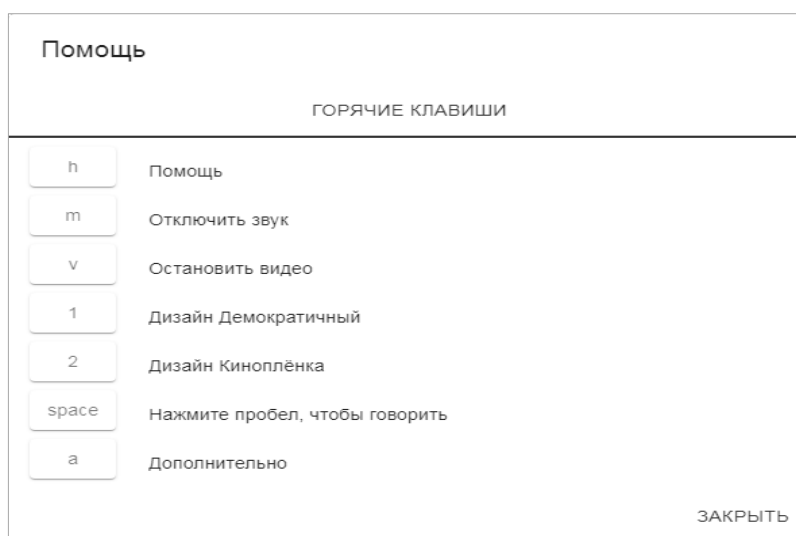 Помощь
ГОРЯЧИЕ КЛАВИШИ
h Помощь
m Отключить звук
v Остановить видео
1 Дизайн Демократичный
2 Дизайн Киноплёнка
space Нажмите пробел, чтобы говорить
a Дополнительно
ЗАКРЫТЬ